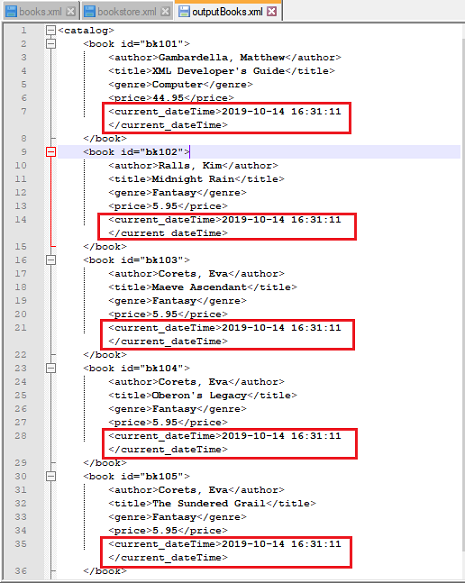 books.xml bookstore.xml outputBooks.xml
1 <catalog>
2 <book id="bk101">
3 <author>Gambardella, Matthew</author>
4 <title>XML Developer's Guide</title>
5 <genre>Computer</genre>
6 <price>44.95</price>
7 <current_dateTime>2019-10-14 16:31:11
</current_dateTime>
8 </book>
9 <book id="bk102">
10 <author>Ralls, Kim</author>
11 <title>Midnight Rain</title>
12 <genre>Fantasy</genre>
13 <price>5.95</price>
14 <current_dateTime>2019-10-14 16:31:11
</current_dateTime>
15 </book>
16 <book id="bk103">
17 <author>Corets, Eva</author>
18 <title>Maeve Ascendant</title>
19 <genre>Fantasy</genre>
20 <price>5.95</price>
21 <current_dateTime>2019-10-14 16:31:11
</current_dateTime>
22 </book>
23 <book id="bk104">
24 <author>Corets, Eva</author>
25 <title>Oberon's Legacy</title>
26 <genre>Fantasy</genre>
27 <price>5.95</price>
28 <current_dateTime>2019-10-14 16:31:11
</current_dateTime>
29 </book>
30 <book id="bk105">
31 <author>Corets, Eva</author>
32 <title>The Sundered Grail</title>
33 <genre>Fantasy</genre>
34 <price>5.95</price>
35 <current_dateTime>2019-10-14 16:31:11
</current_dateTime>
36 </book>